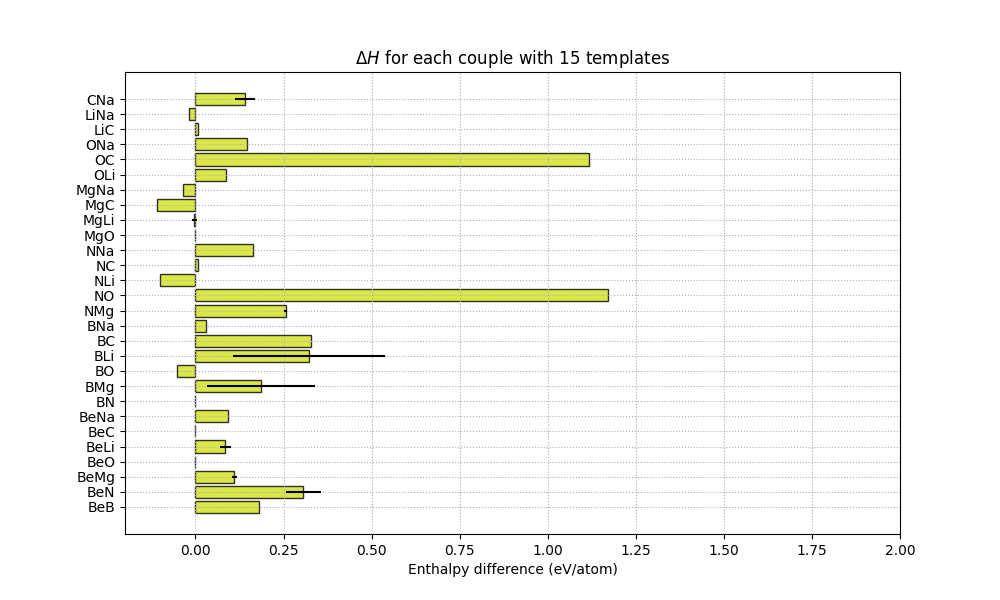 ΔH for each couple with 15 templates
CNa
LiNa
LiC
ONa
OC
OLi
MgNa
MgC
MgLi
MgO
NNa
NC
NLi
NO
NMg
BNa
BC
BLi
BO
BMg
BN
BeNa
BeC
BeLi
BeO
BeMg
BeN
BeB
0.00 0.25 0.50 0.75 1.00 1.25 1.50 1.75 2.00
Enthalpy difference (eV/atom)